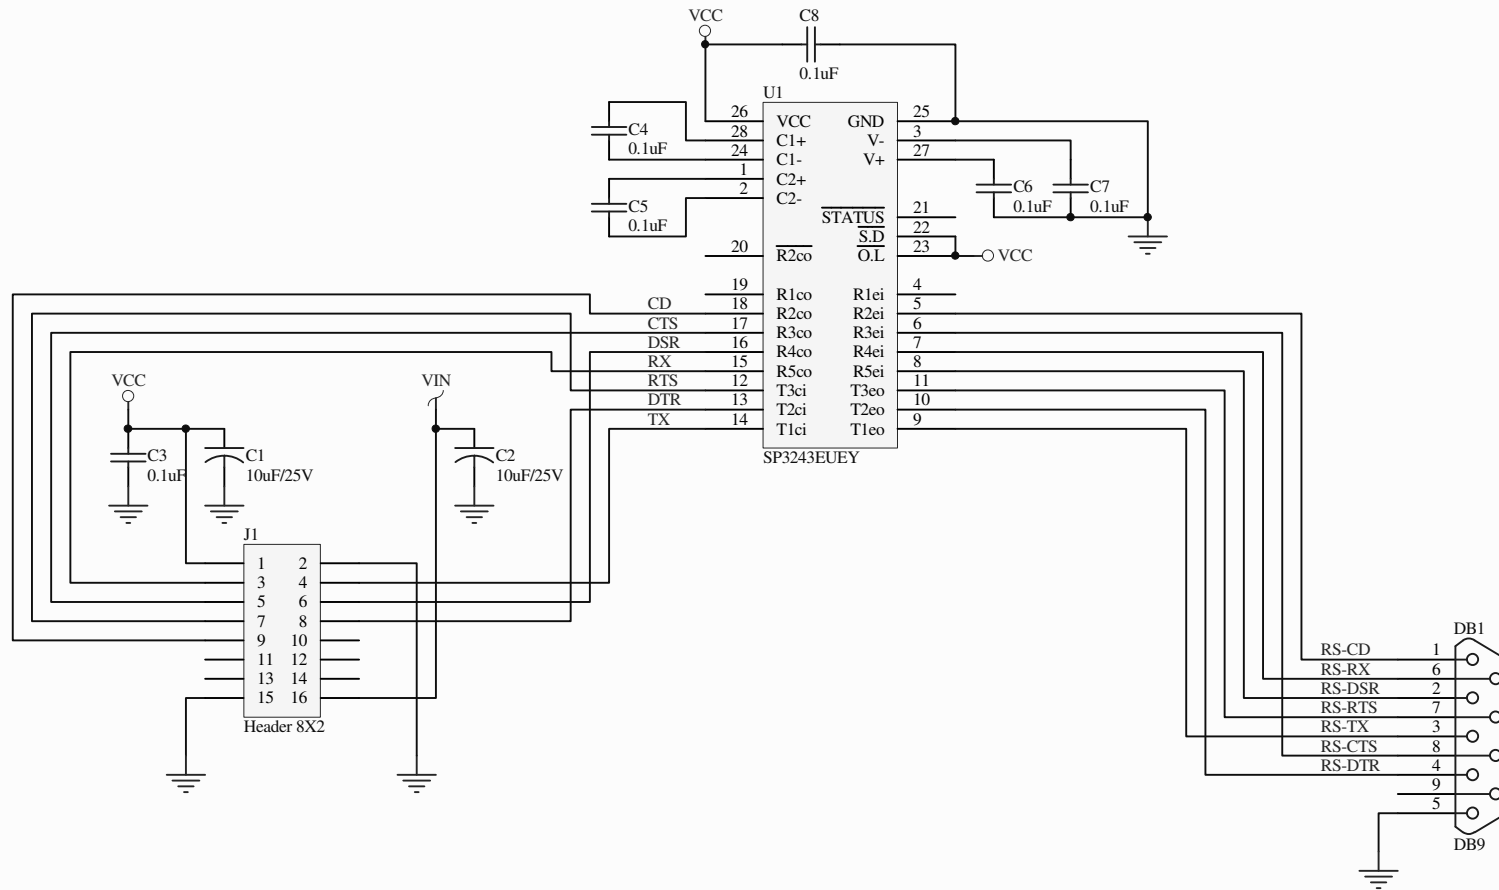 VCC
C8
0.1uF
U1
26 VCC GND 25
28 C1+ V- 3
24 C1- V+ 27
1 C2+
2 C2-
STATUS 21
S.D 22
20 R2co O.L 23
VCC
19 R1co R1ei 4
CD 18 R2co R2ei 5
CTS 17 R3co R3ei 6
DSR 16 R4co R4ei 7
RX 15 R5co R5ei 8
RTS 12 T3ci T3eo 11
DTR 13 T2ci T2eo 10
TX 14 T1ci T1eo 9
SP3243EUEY
C4
0.1uF
C5
0.1uF
C6
0.1uF
C7
0.1uF
VCC
C3
0.1uF
C1
10uF/25V
VIN
C2
10uF/25V
J1
1 2
3 4
5 6
7 8
9 10
11 12
13 14
15 16
Header 8X2
DB1
RS-CD 1
RS-RX 6
RS-DSR 2
RS-RTS 7
RS-TX 3
RS-CTS 8
RS-DTR 4
9
5
DB9